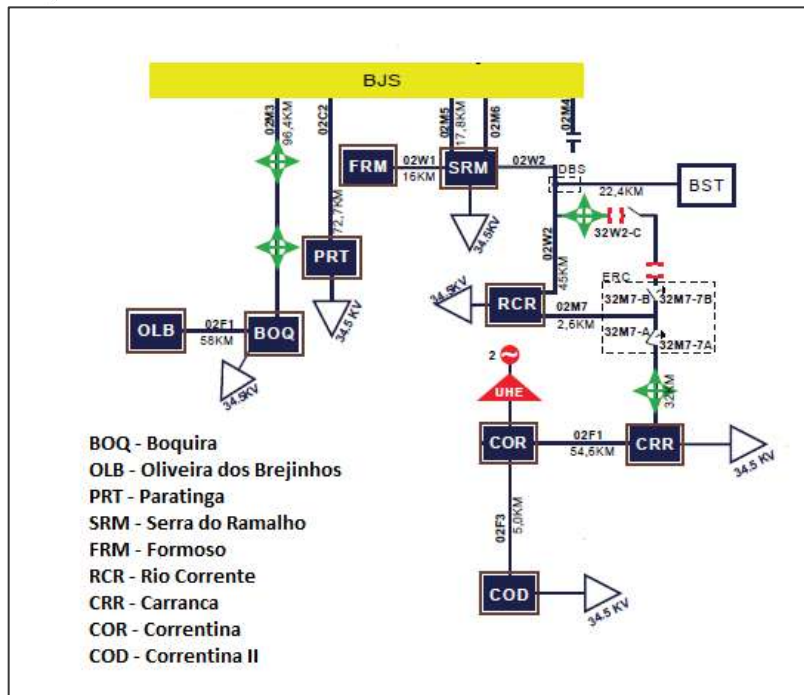 BJS
02M3
96,4KM
02C2
72,7KM
02M5
17,8KM
02M6
02M4
FRM
02W1
16KM
SRM
02W2
DBS
22,4KM
BST
34.5KV
32W2-C
02W2
45KM
PRT
34.5 KV
ERC
34.5KV
RCR
02M7
2,6KM
32M7-B
32M7-7B
32M7-A
32M7-7A
OLB
02F1
58KM
BOQ
34.5KV
2
UHE
32KM
COR
02F1
54,6KM
CRR
34.5 KV
02F3
5,0KM
COD
34.5 KV
BOQ - Boquira
OLB - Oliveira dos Brejinhos
PRT - Paratinga
SRM - Serra do Ramalho
FRM - Formoso
RCR - Rio Corrente
CRR - Carranca
COR - Correntina
COD - Correntina II